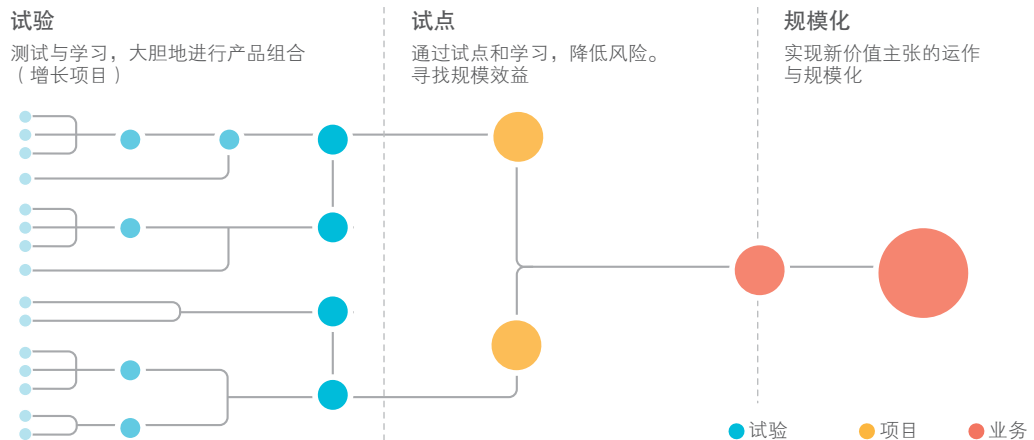 试验
测试与学习，大胆地进行产品组合
（增长项目）
试点
通过试点和学习，降低风险。
寻找规模效益
规模化
实现新价值主张的运作
与规模化
试验
项目
业务